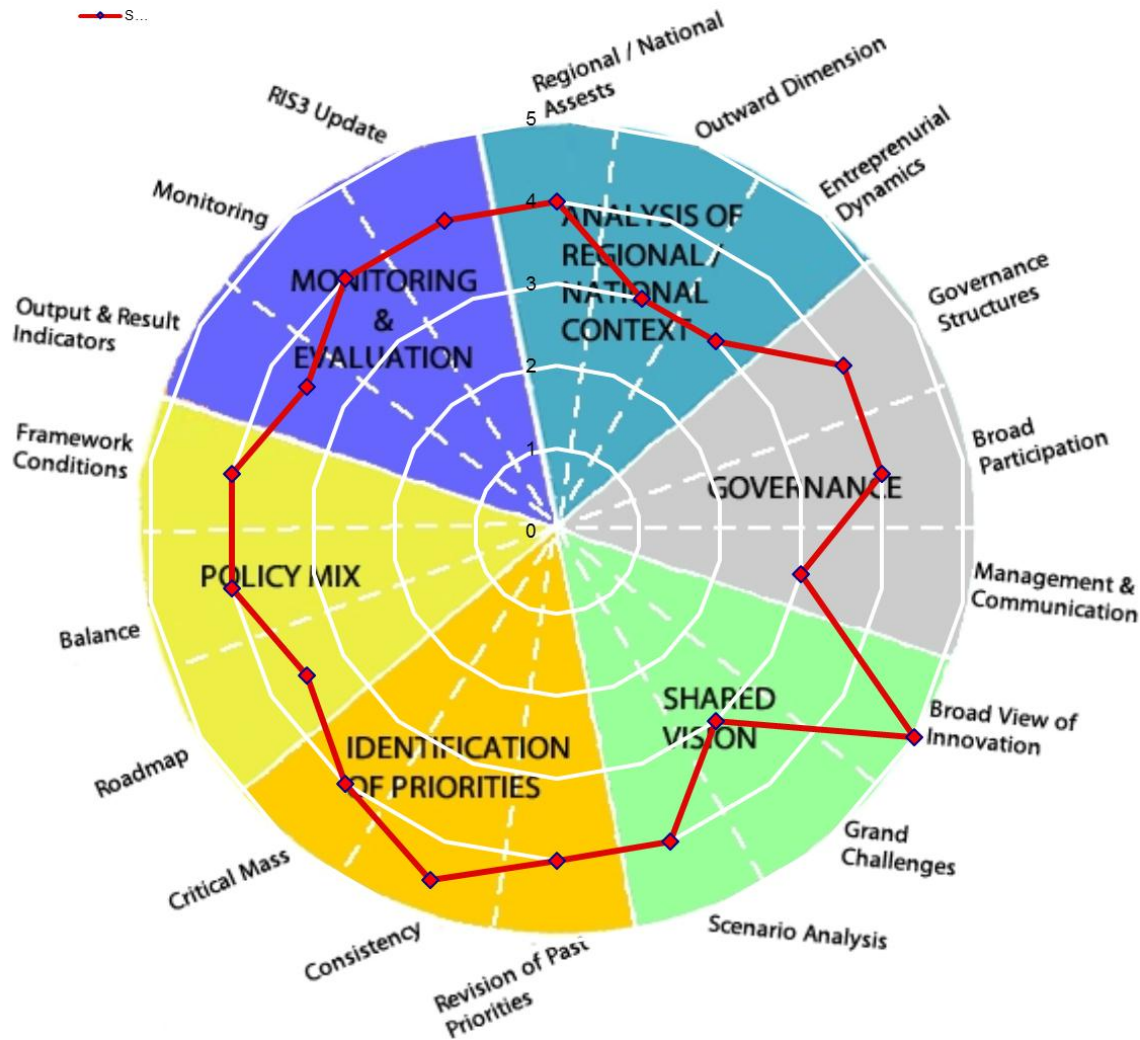 S...
Regional / National
Assests
Outward Dimension
Entreprenurial
Dynamics
Governance
Structures
Broad
Participation
Management &
Communication
Broad View of
Innovation
Grand
Challenges
Scenario Analysis
Revision of Past
Priorities
Consistency
Critical Mass
Roadmap
Balance
Framework
Conditions
Output & Result
Indicators
Monitoring
RIS3 Update
5
4
3
2
1
0
ANALYSIS OF
REGIONAL /
NATIONAL
CONTEXT
GOVERNANCE
SHARED
VISION
IDENTIFICATION
OF PRIORITIES
POLICY MIX
MONITORING
&
EVALUATION